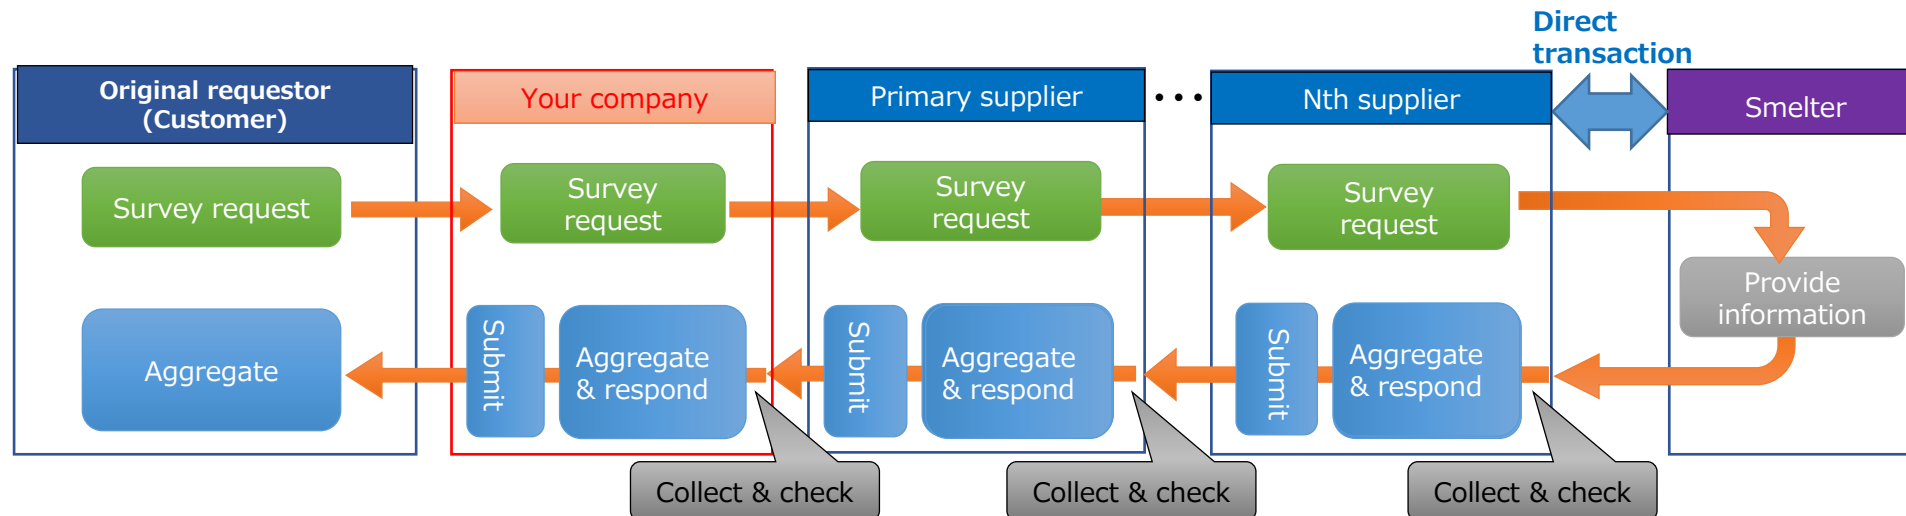 Direct
transaction
Original requestor
(Customer)
Your company
Primary supplier
•••
Nth supplier
Smelter
Survey request
Survey
request
Survey
request
Survey
request
Provide
information
Aggregate
Submit
Aggregate
& respond
Submit
Aggregate
& respond
Submit
Aggregate
& respond
Collect & check
Collect & check
Collect & check